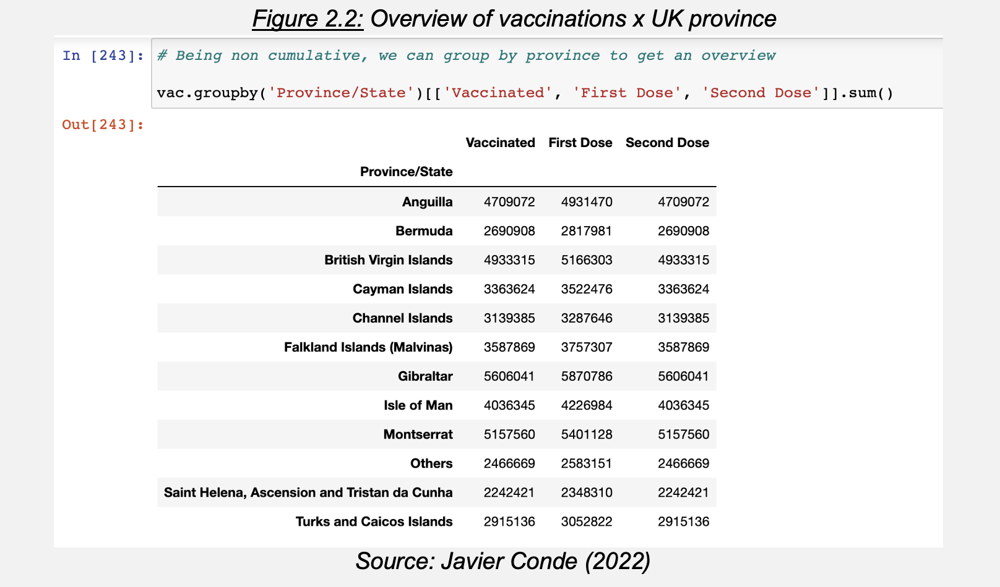 Figure 2.2: Overview of vaccinations x UK province
In [243]: # Being non cumulative, we can group by province to get an overview
vac.groupby('Province/State')[['Vaccinated', 'First Dose', 'Second Dose']].sum()
Out[243]:
Vaccinated First Dose Second Dose
Province/State
Anguilla 4709072 4931470 4709072
Bermuda 2690908 2817981 2690908
British Virgin Islands 4933315 5166303 4933315
Cayman Islands 3363624 3522476 3363624
Channel Islands 3139385 3287646 3139385
Falkland Islands (Malvinas) 3587869 3757307 3587869
Gibraltar 5606041 5870786 5606041
Isle of Man 4036345 4226984 4036345
Montserrat 5157560 5401128 5157560
Others 2466669 2583151 2466669
Saint Helena, Ascension and Tristan da Cunha 2242421 2348310 2242421
Turks and Caicos Islands 2915136 3052822 2915136
Source: Javier Conde (2022)